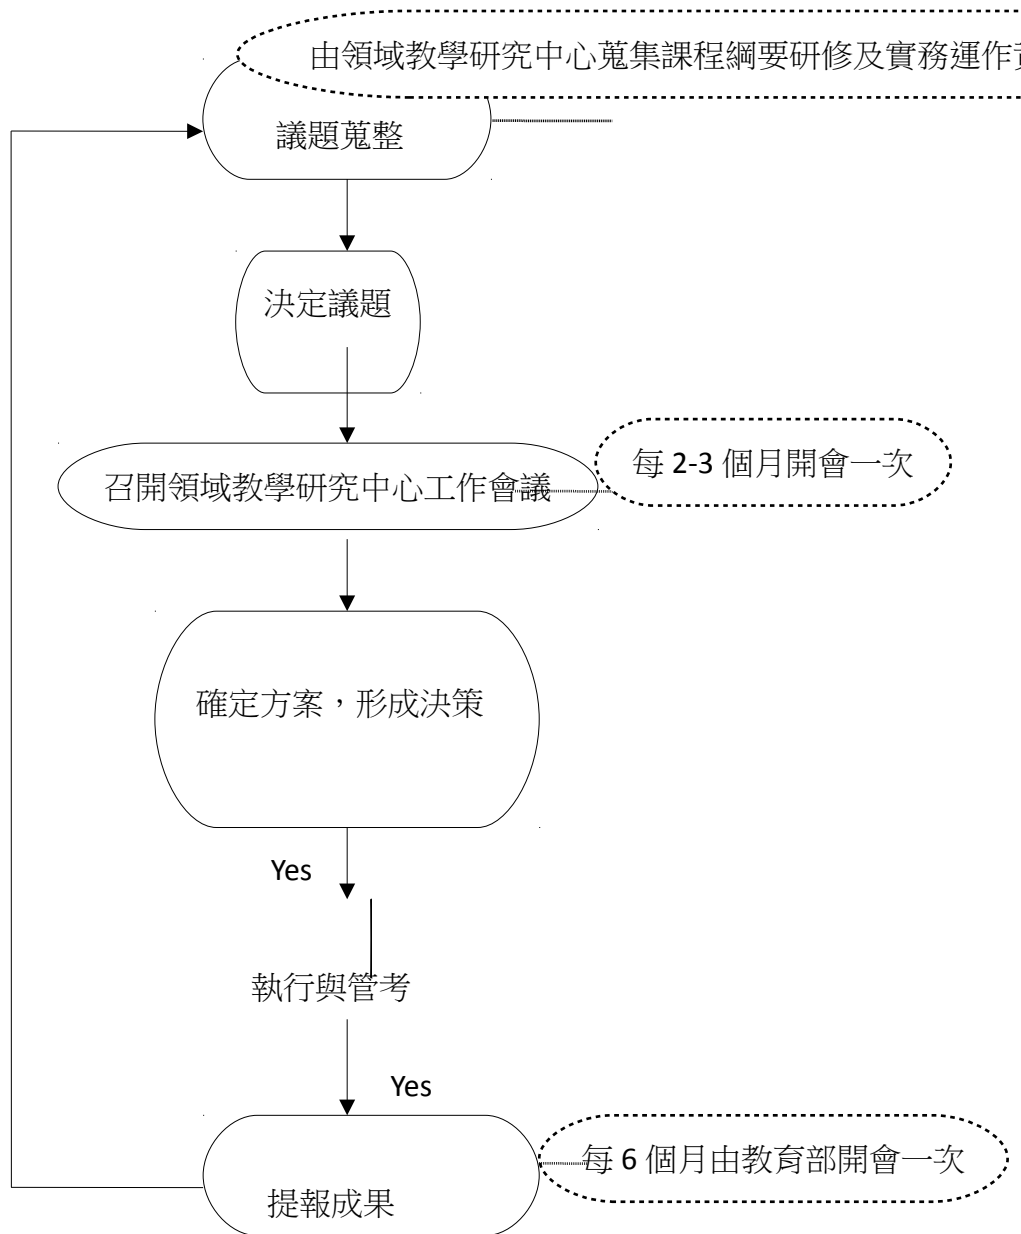 由領域教學研究中心蒐集課程綱要研修及實務運作
議題蒐整
決定議題
召開領域教學研究中心工作會議
每 2-3 個月開會一次
確定方案，形成決策
Yes
執行與管考
Yes
每 6 個月由教育部開會一次
提報成果